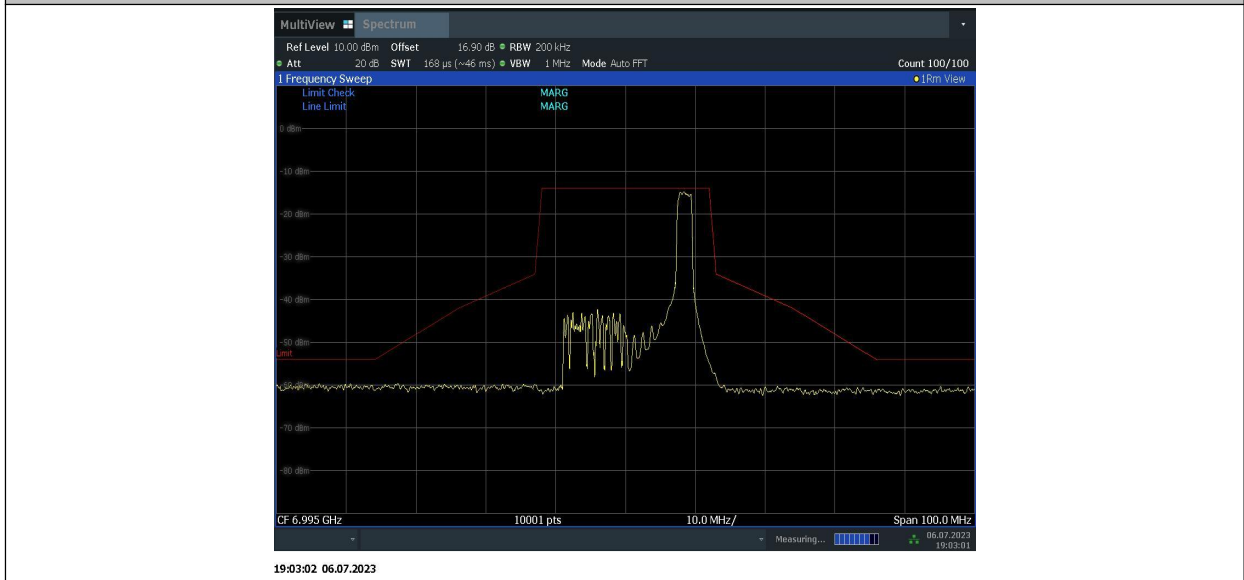 MultiView Spectrum
Ref Level 10.00 dBm Offset 16.90 dB RBW 200 kHz
Att 20 dB SWT 168 µs (~46 ms) VBW 1 MHz Mode Auto FFT Count 100/100
1 Frequency Sweep 1Rm View
Limit Check MARG
Line Limit MARG
0 dBm
-10 dBm
-20 dBm
-30 dBm
-40 dBm
-50 dBm
Limit
-60 dBm
-70 dBm
-80 dBm
CF 6.995 GHz 10001 pts 10.0 MHz/ Span 100.0 MHz
Measuring... 06.07.2023
19:03:01
19:03:02 06.07.2023